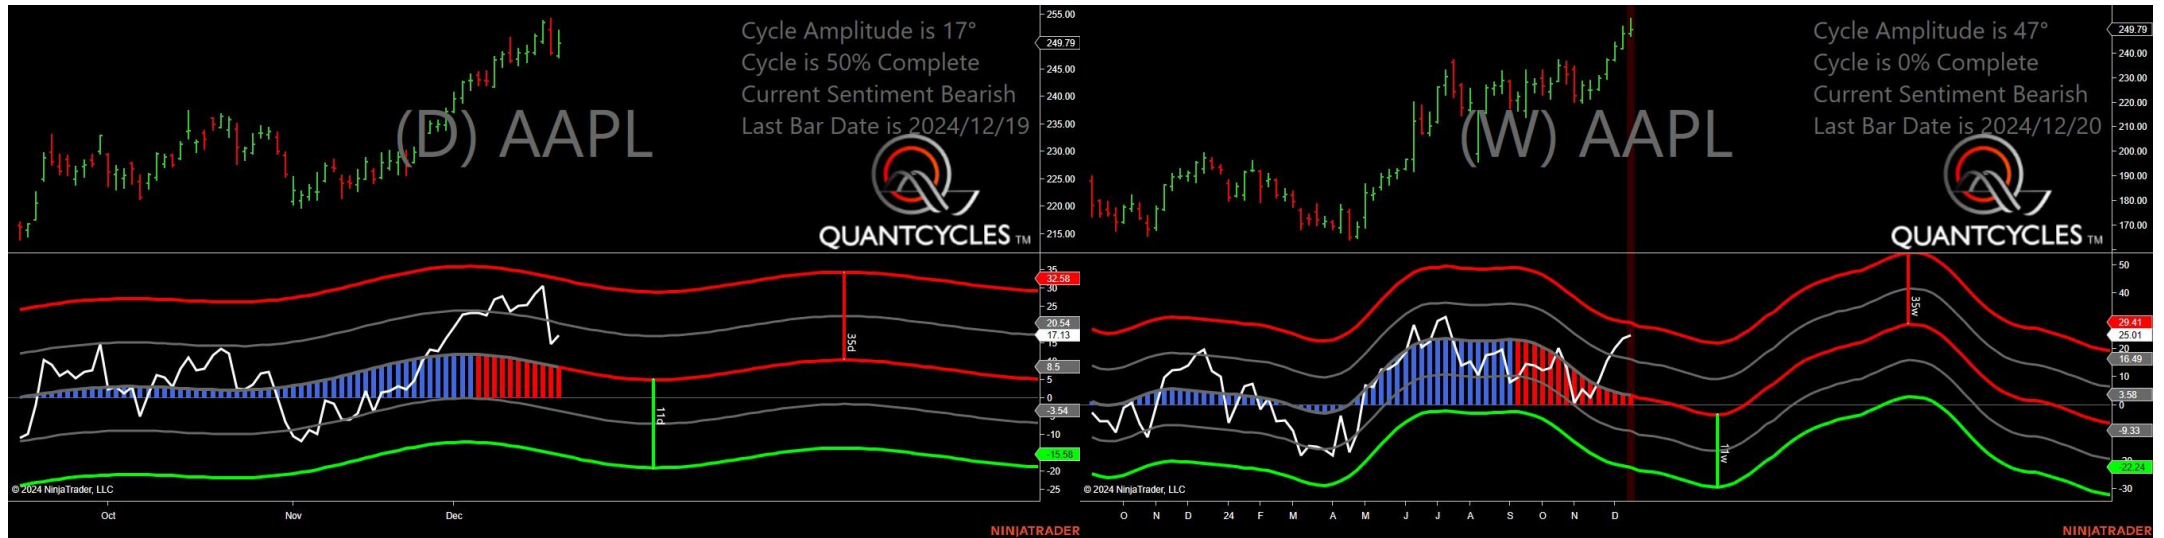 Cycle Amplitude is 17°
Cycle is 50% Complete
Current Sentiment Bearish
Last Bar Date is 2024/12/19
(D) AAPL
QUANTCYCLES TM
255.00
249.79
245.00
240.00
235.00
230.00
225.00
220.00
215.00
35
32.58
30
25
20.54
17.13
15
10
8.5
5
0
-3.54
-10
-15.58
-20
-25
35d
11d
© 2024 NinjaTrader, LLC
Oct Nov Dec
NINJATRADER
Cycle Amplitude is 47°
Cycle is 0% Complete
Current Sentiment Bearish
Last Bar Date is 2024/12/20
(W) AAPL
QUANTCYCLES TM
249.79
240.00
230.00
220.00
210.00
200.00
190.00
180.00
170.00
50
40
29.41
25.01
20
16.49
10
3.58
0
-9.33
-22.24
-30
35w
11w
© 2024 NinjaTrader, LLC
O N D 24 F M A M J J A S O N D
NINJATRADER